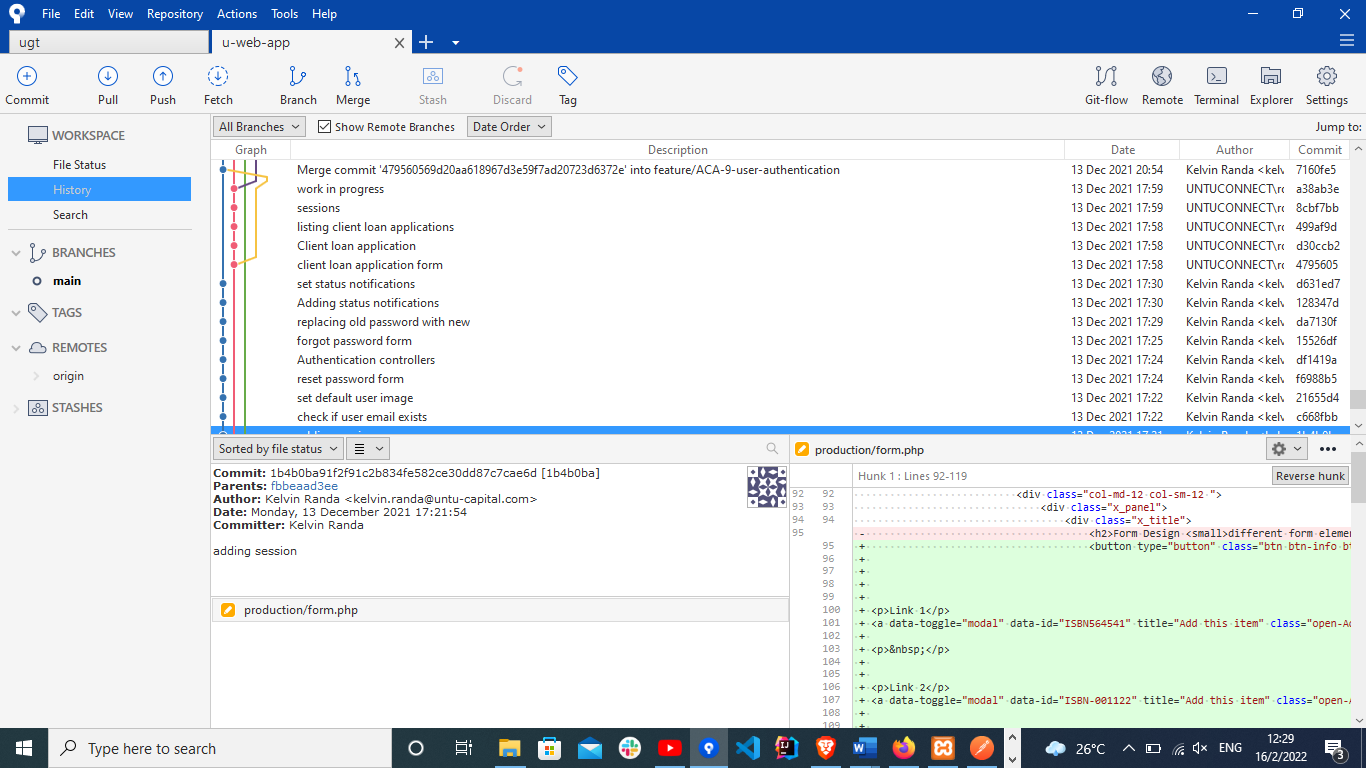 File Edit View Repository Actions Tools Help
ugt
u-web-app
Commit Pull Push Fetch Branch Merge Stash Discard Tag Git-flow Remote Terminal Explorer Settings
WORKSPACE
File Status
History
Search
BRANCHES
main
TAGS
REMOTES
origin
STASHES
All Branches Show Remote Branches Date Order Jump to:
Graph Description Date Author Commit
Merge commit '479560569d20aa618967d3e59f7ad20723d6372e' into feature/ACA-9-user-authentication 13 Dec 2021 20:54 Kelvin Randa <kelv 7160fe5
work in progress 13 Dec 2021 17:59 UNTUCONNECT\rc a38ab3e
sessions 13 Dec 2021 17:59 UNTUCONNECT\rc 8cbf7bb
listing client loan applications 13 Dec 2021 17:58 UNTUCONNECT\rc 499af9d
Client loan application 13 Dec 2021 17:58 UNTUCONNECT\rc d30ccb2
client loan application form 13 Dec 2021 17:58 UNTUCONNECT\rc 4795605
set status notifications 13 Dec 2021 17:30 Kelvin Randa <kelv d631ed7
Adding status notifications 13 Dec 2021 17:30 Kelvin Randa <kelv 128347d
replacing old password with new 13 Dec 2021 17:29 Kelvin Randa <kelv da7130f
forgot password form 13 Dec 2021 17:25 Kelvin Randa <kelv 15526df
Authentication controllers 13 Dec 2021 17:24 Kelvin Randa <kelv df1419a
reset password form 13 Dec 2021 17:24 Kelvin Randa <kelv f6988b5
set default user image 13 Dec 2021 17:22 Kelvin Randa <kelv 21655d4
check if user email exists 13 Dec 2021 17:22 Kelvin Randa <kelv c668fbb
Sorted by file status
Commit: 1b4b0ba91f2f91c2b834fe582ce30dd87c7cae6d [1b4b0ba]
Parents: fbbeaad3ee
Author: Kelvin Randa <kelvin.randa@untu-capital.com>
Date: Monday, 13 December 2021 17:21:54
Committer: Kelvin Randa
adding session
production/form.php
production/form.php
Hunk 1 : Lines 92-119 Reverse hunk
92 92 <div class="col-md-12 col-sm-12 ">
93 93 <div class="x_panel">
94 94 <div class="x_title">
95 - <h2>Form Design <small>different form elemen
95 + <button type="button" class="btn btn-info bt
96 +
97 +
98 +
99 +
100 + <p>Link 1</p>
101 + <a data-toggle="modal" data-id="ISBN564541" title="Add this item" class="open-Ad
102 +
103 + <p>&nbsp;</p>
104 +
105 +
106 + <p>Link 2</p>
107 + <a data-toggle="modal" data-id="ISBN-001122" title="Add this item" class="open-A
108 +
109 +
Type here to search
26°C ENG 12:29
16/2/2022
3